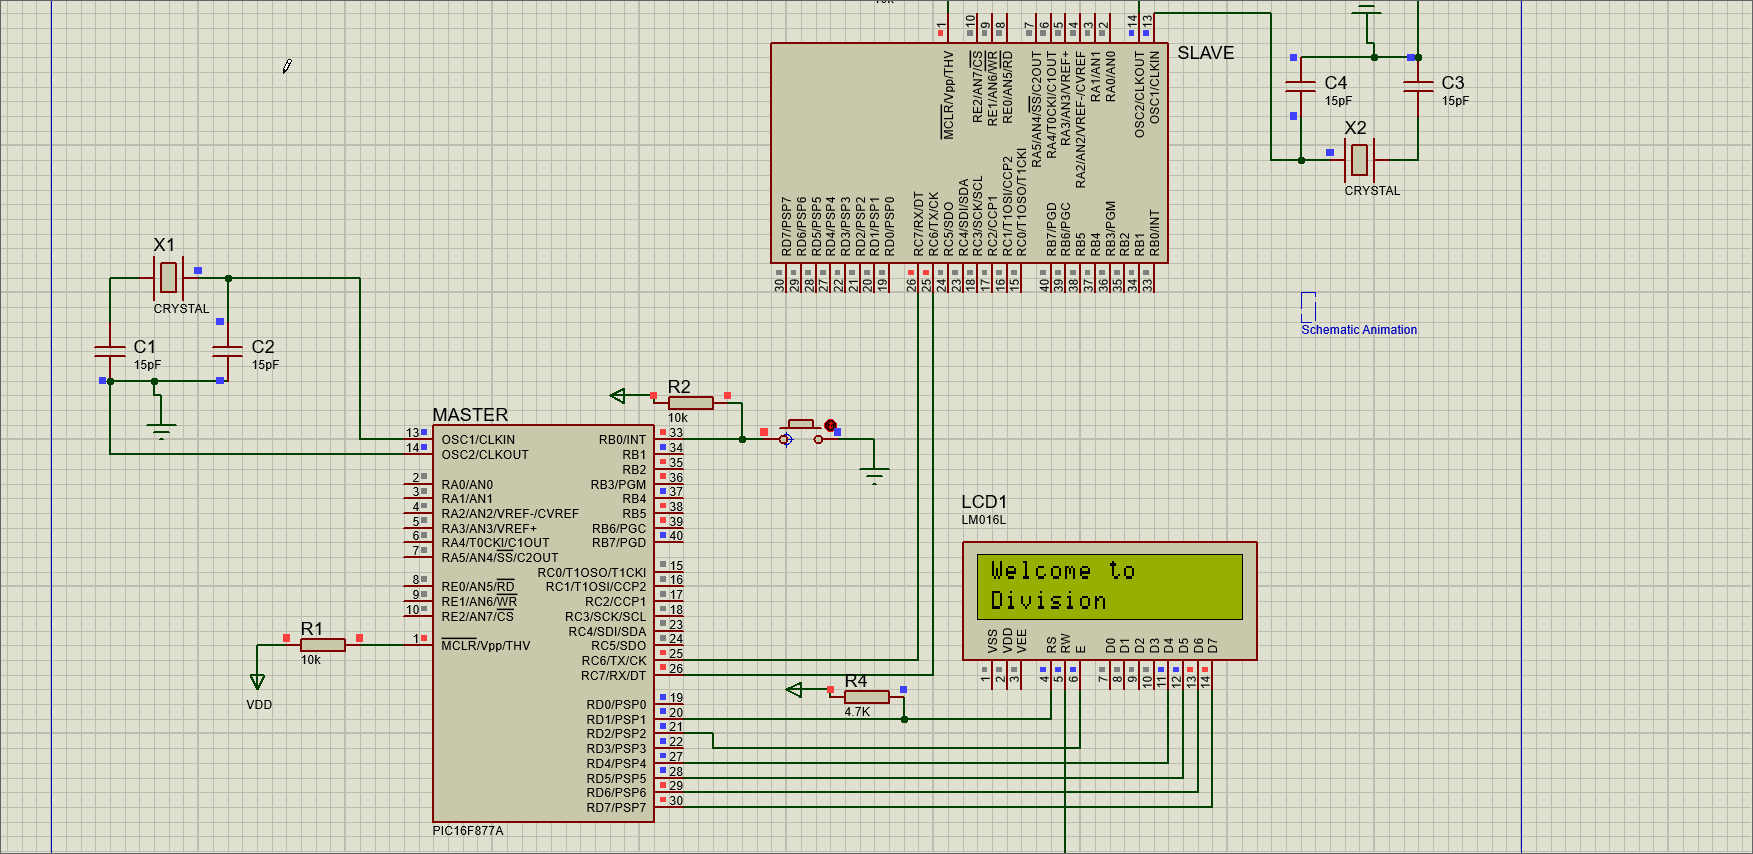 10k
1
10
9
8
7
6
5
4
3
2
14
13
SLAVE
MCLR/Vpp/THV
RE2/AN7/CS
RE1/AN6/WR
RE0/AN5/RD
RA5/AN4/SS/C2OUT
RA4/T0CKI/C1OUT
RA3/AN3/VREF+
RA2/AN2/VREF-/CVREF
RA1/AN1
RA0/AN0
OSC2/CLKOUT
OSC1/CLKIN
RD7/PSP7
RD6/PSP6
RD5/PSP5
RD4/PSP4
RD3/PSP3
RD2/PSP2
RD1/PSP1
RD0/PSP0
RC7/RX/DT
RC6/TX/CK
RC5/SDO
RC4/SDI/SDA
RC3/SCK/SCL
RC2/CCP1
RC1/T1OSI/CCP2
RC0/T1OSO/T1CKI
RB7/PGD
RB6/PGC
RB5
RB4
RB3/PGM
RB2
RB1
RB0/INT
30
29
28
27
22
21
20
19
26
25
24
23
18
17
16
15
40
39
38
37
36
35
34
33
C4
15pF
C3
15pF
X2
CRYSTAL
Schematic Animation
X1
CRYSTAL
C1
15pF
C2
15pF
R2
10k
MASTER
13 OSC1/CLKIN
14 OSC2/CLKOUT
2 RA0/AN0
3 RA1/AN1
4 RA2/AN2/VREF-/CVREF
5 RA3/AN3/VREF+
6 RA4/T0CKI/C1OUT
7 RA5/AN4/SS/C2OUT
8 RE0/AN5/RD
9 RE1/AN6/WR
10 RE2/AN7/CS
1 MCLR/Vpp/THV
RB0/INT 33
RB1 34
RB2 35
RB3/PGM 36
RB4 37
RB5 38
RB6/PGC 39
RB7/PGD 40
RC0/T1OSO/T1CKI 15
RC1/T1OSI/CCP2 16
RC2/CCP1 17
RC3/SCK/SCL 18
RC4/SDI/SDA 23
RC5/SDO 24
RC6/TX/CK 25
RC7/RX/DT 26
RD0/PSP0 19
RD1/PSP1 20
RD2/PSP2 21
RD3/PSP3 22
RD4/PSP4 27
RD5/PSP5 28
RD6/PSP6 29
RD7/PSP7 30
PIC16F877A
R1
10k
VDD
R4
4.7K
LCD1
LM016L
Welcome to
Division
VSS
VDD
VEE
RS
RW
E
D0
D1
D2
D3
D4
D5
D6
D7
1
2
3
4
5
6
7
8
9
10
11
12
13
14